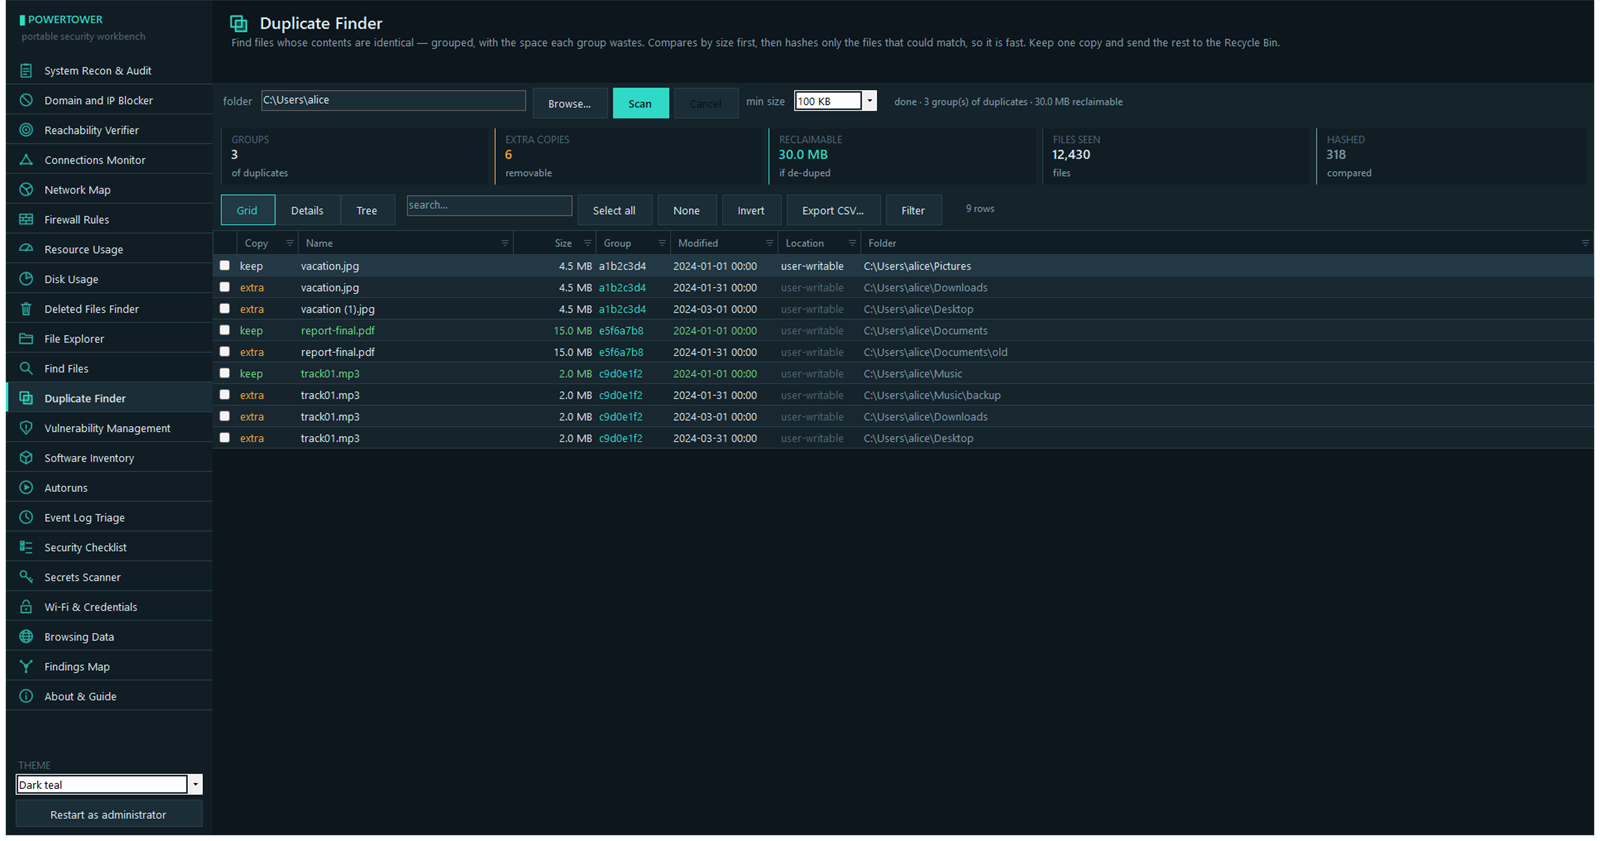 POWERTOWER
portable security workbench
System Recon & Audit
Domain and IP Blocker
Reachability Verifier
Connections Monitor
Network Map
Firewall Rules
Resource Usage
Disk Usage
Deleted Files Finder
File Explorer
Find Files
Duplicate Finder
Vulnerability Management
Software Inventory
Autoruns
Event Log Triage
Security Checklist
Secrets Scanner
Wi-Fi & Credentials
Browsing Data
Findings Map
About & Guide
THEME
Dark teal
Restart as administrator
Duplicate Finder
Find files whose contents are identical — grouped, with the space each group wastes. Compares by size first, then hashes only the files that could match, so it is fast. Keep one copy and send the rest to the Recycle Bin.
folder C:\Users\alice Browse... Scan Cancel min size 100 KB done · 3 group(s) of duplicates · 30.0 MB reclaimable
GROUPS EXTRA COPIES RECLAIMABLE FILES SEEN HASHED
3 6 30.0 MB 12,430 318
of duplicates removable if de-duped files compared
Grid Details Tree search... Select all None Invert Export CSV... Filter 9 rows
Copy Name Size Group Modified Location Folder
keep vacation.jpg 4.5 MB a1b2c3d4 2024-01-01 00:00 user-writable C:\Users\alice\Pictures
extra vacation.jpg 4.5 MB a1b2c3d4 2024-01-31 00:00 user-writable C:\Users\alice\Downloads
extra vacation (1).jpg 4.5 MB a1b2c3d4 2024-03-01 00:00 user-writable C:\Users\alice\Desktop
keep report-final.pdf 15.0 MB e5f6a7b8 2024-01-01 00:00 user-writable C:\Users\alice\Documents
extra report-final.pdf 15.0 MB e5f6a7b8 2024-01-31 00:00 user-writable C:\Users\alice\Documents\old
keep track01.mp3 2.0 MB c9d0e1f2 2024-01-01 00:00 user-writable C:\Users\alice\Music
extra track01.mp3 2.0 MB c9d0e1f2 2024-01-31 00:00 user-writable C:\Users\alice\Music\backup
extra track01.mp3 2.0 MB c9d0e1f2 2024-03-01 00:00 user-writable C:\Users\alice\Downloads
extra track01.mp3 2.0 MB c9d0e1f2 2024-03-31 00:00 user-writable C:\Users\alice\Desktop